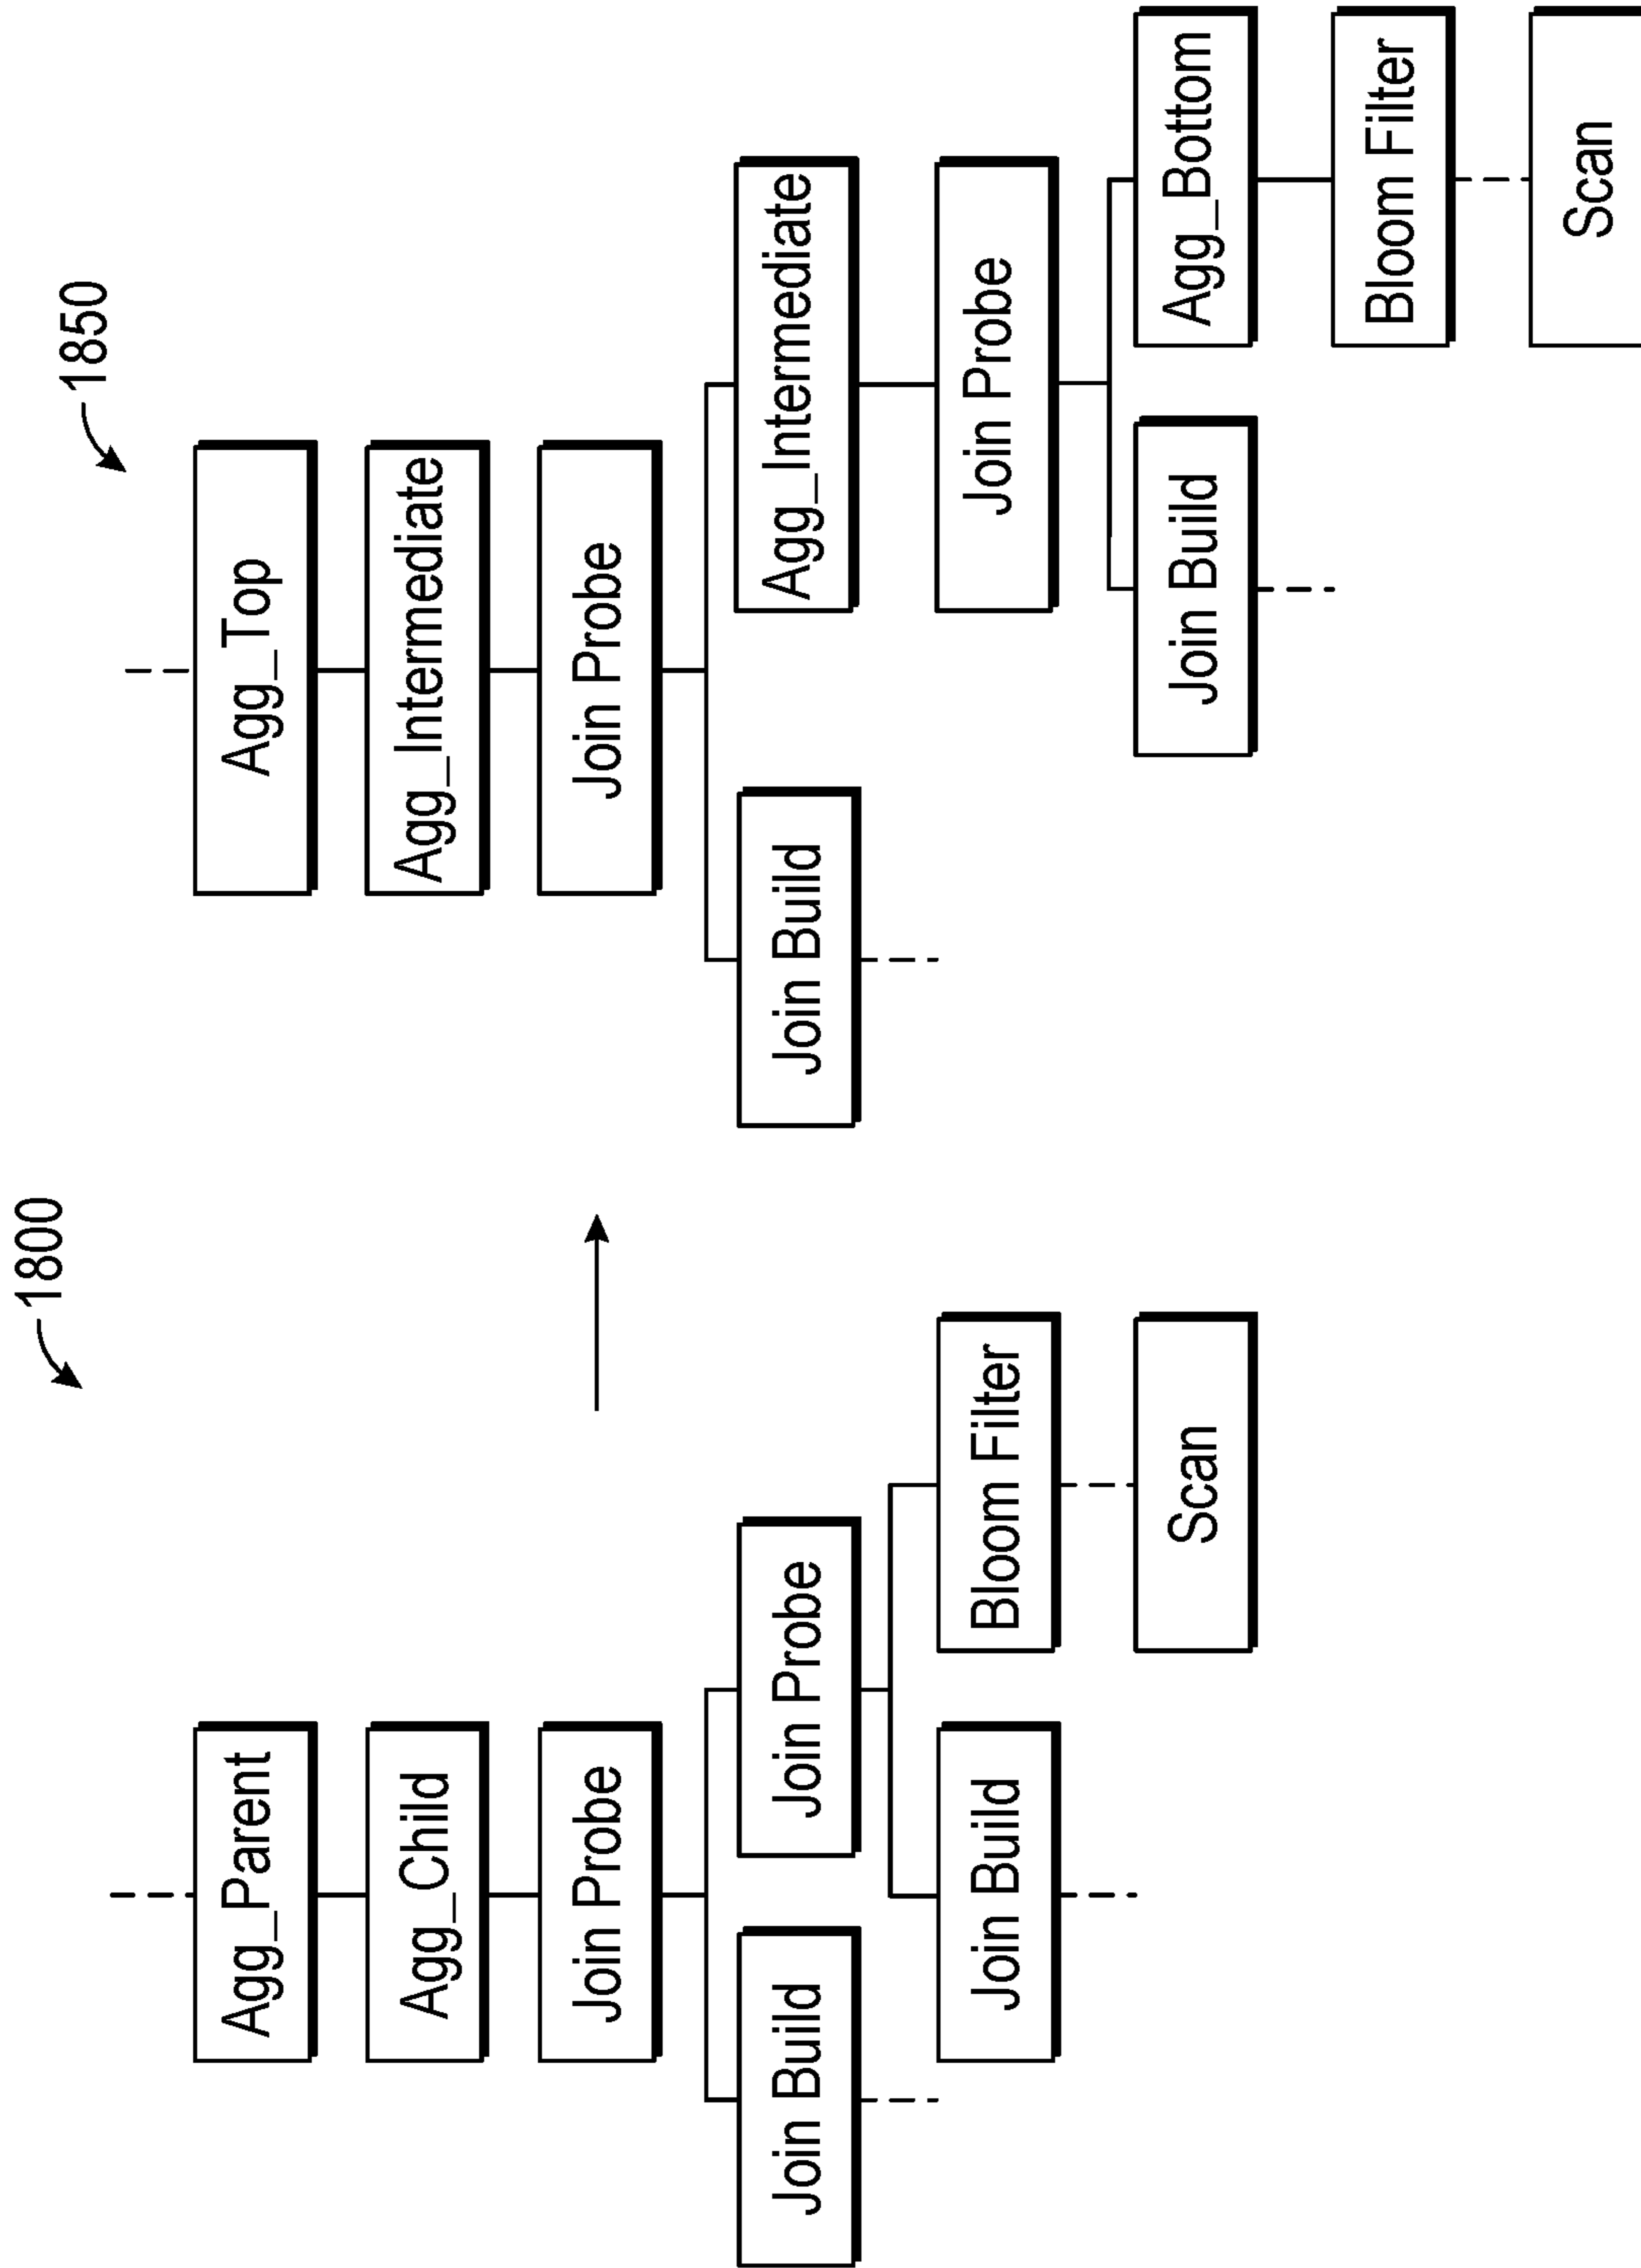 1800
Agg_Parent
Agg_Child
Join Probe
Join Build
Join Probe
Join Build
Bloom Filter
Scan
1850
Agg_Top
Agg_Intermediate
Join Probe
Join Build
Agg_Intermediate
Join Probe
Join Build
Agg_Bottom
Bloom Filter
Scan